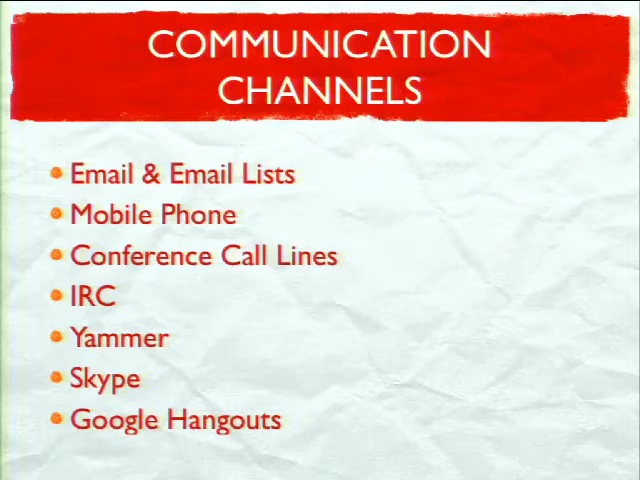 COMMUNICATION
CHANNELS
Email & Email Lists
Mobile Phone
Conference Call Lines
IRC
Yammer
Skype
Google Hangouts